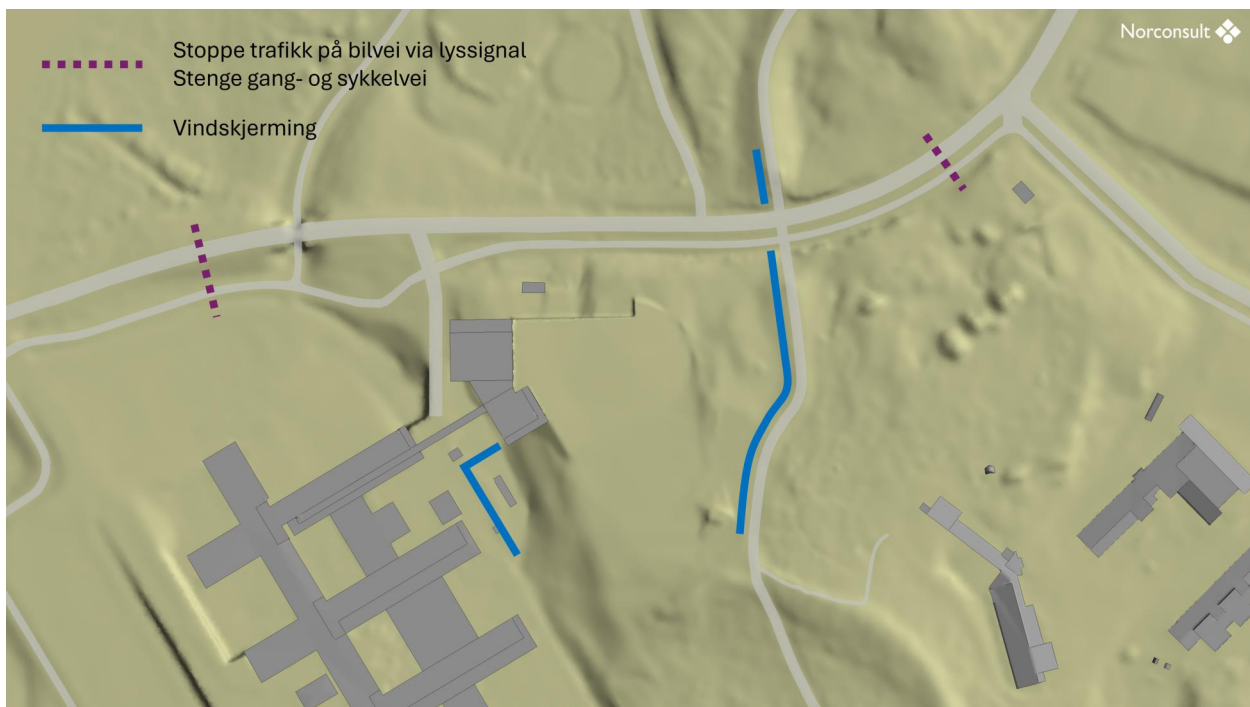 Stoppe trafikk på bilvei via lyssignal
Stenge gang- og sykkelvei
Vindskjerming
Norconsult